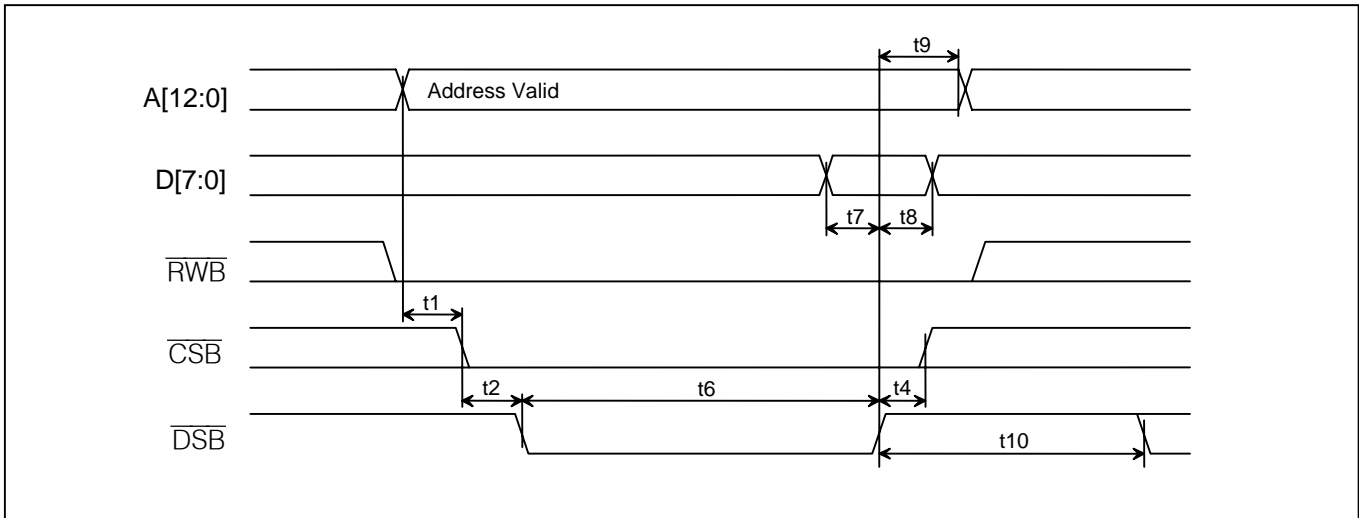 t9
A[12:0] Address Valid
D[7:0]
t7 t8
RWB
t1
CSB
t2 t6 t4
DSB
t10